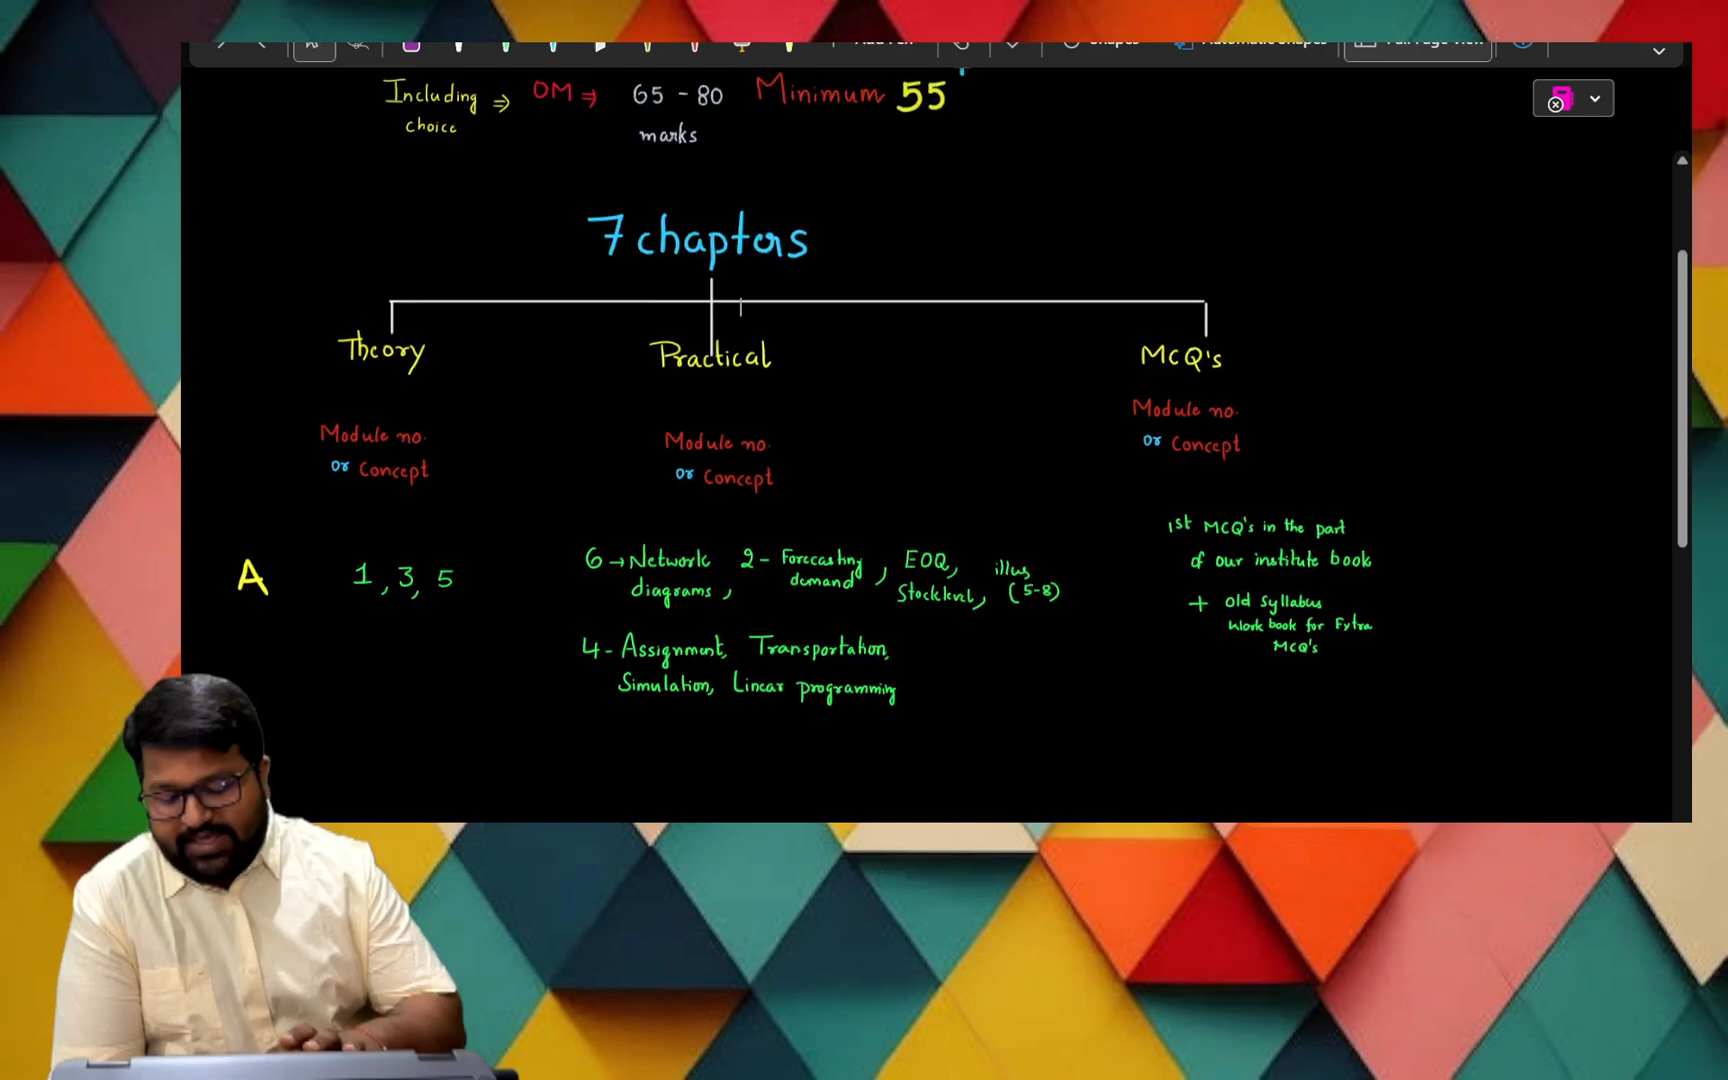 Including ⇒ OM ⇒ 65 - 80 Minimum 55
choice marks
7 chapters
Theory Practical MCQ's
Module no. Module no. Module no.
or Concept or Concept or Concept
A 1, 3, 5
6 → Network diagrams, 2 - Forecasting demand, EOQ, Stock level, illus (5-8)
4 - Assignment, Transportation,
Simulation, Linear programming
1st MCQ's in the part
of our institute book
+ old Syllabus
Work book for Extra
MCQ's